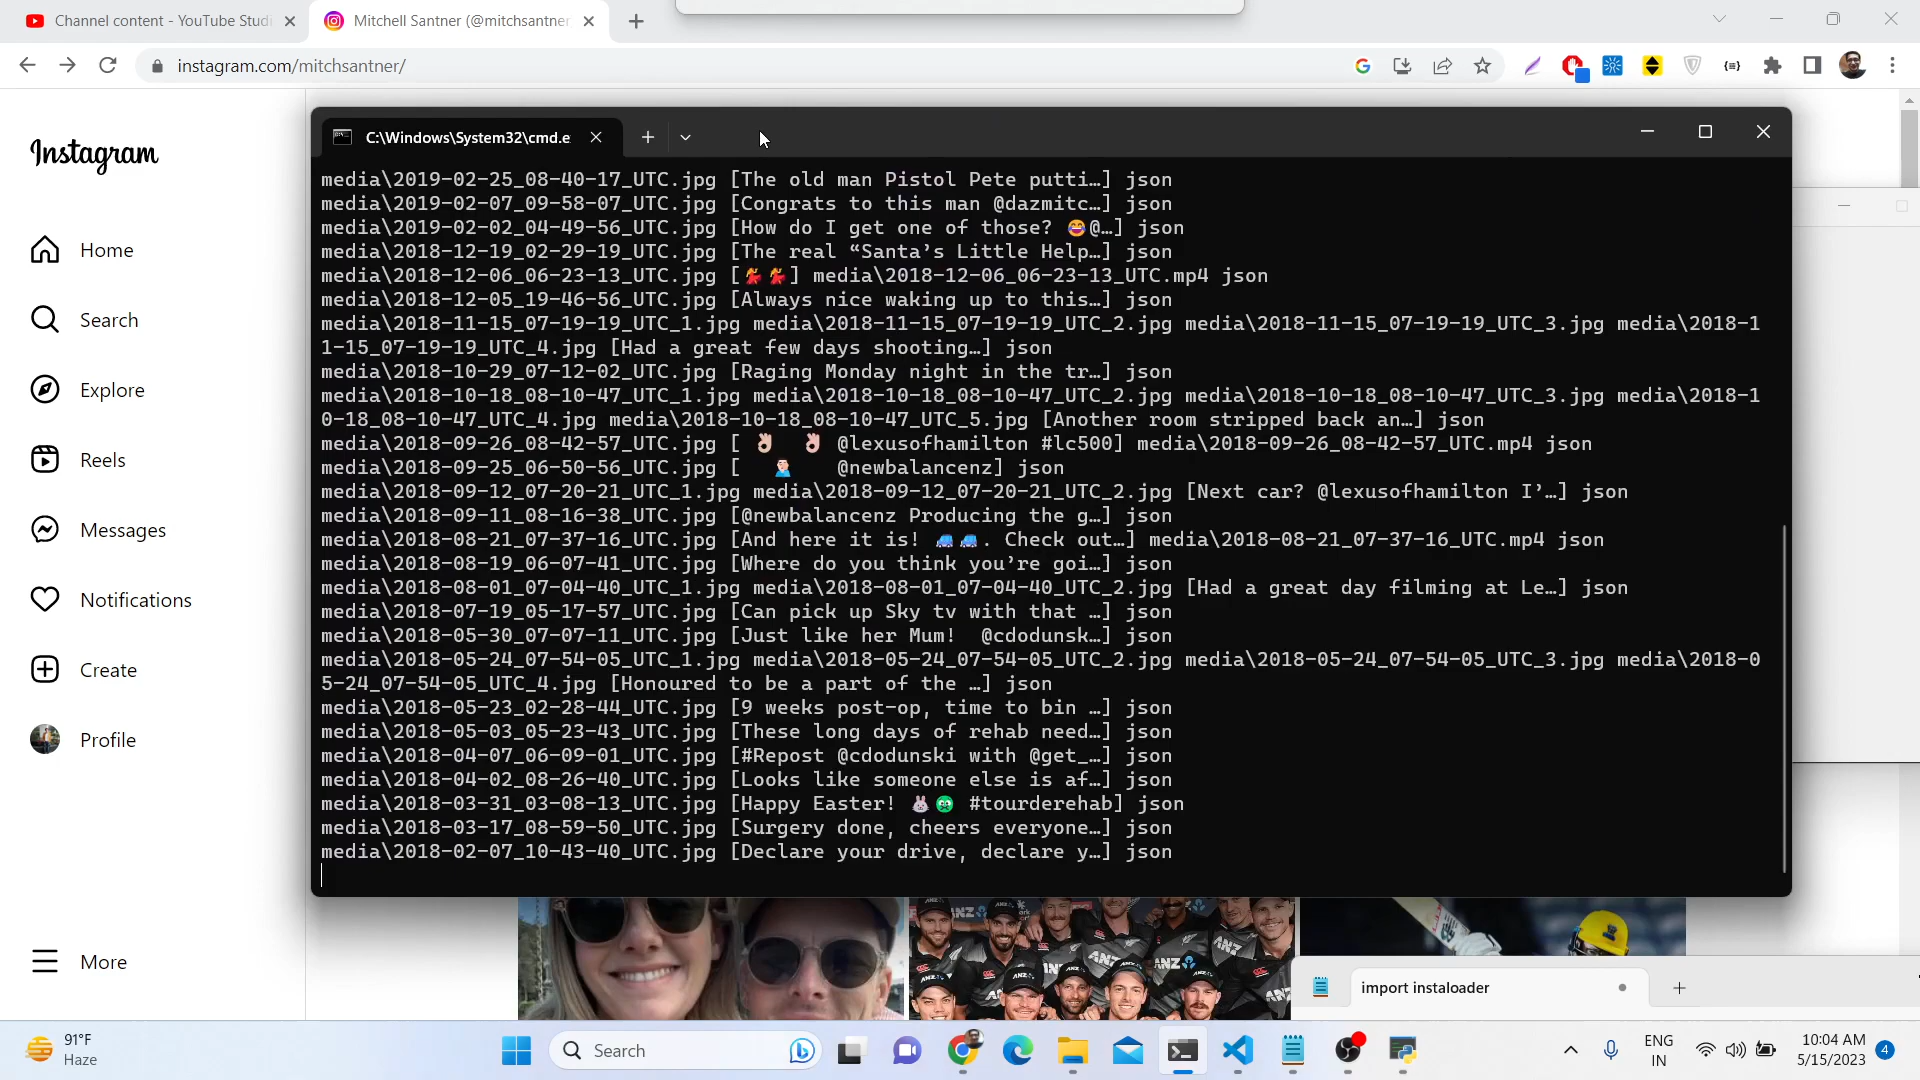 Channel content - YouTube Studi
Mitchell Santner (@mitchsantner
instagram.com/mitchsantner/
Instagram
Home
Search
Explore
Reels
Messages
Notifications
Create
Profile
More
C:\Windows\System32\cmd.e
media\2019-02-25_08-40-17_UTC.jpg [The old man Pistol Pete putti…] json
media\2019-02-07_09-58-07_UTC.jpg [Congrats to this man @dazmitc…] json
media\2019-02-02_04-49-56_UTC.jpg [How do I get one of those? 😂@…] json
media\2018-12-19_02-29-19_UTC.jpg [The real “Santa’s Little Help…] json
media\2018-12-06_06-23-13_UTC.jpg [💃💃] media\2018-12-06_06-23-13_UTC.mp4 json
media\2018-12-05_19-46-56_UTC.jpg [Always nice waking up to this…] json
media\2018-11-15_07-19-19_UTC_1.jpg media\2018-11-15_07-19-19_UTC_2.jpg media\2018-11-15_07-19-19_UTC_3.jpg media\2018-1
1-15_07-19-19_UTC_4.jpg [Had a great few days shooting…] json
media\2018-10-29_07-12-02_UTC.jpg [Raging Monday night in the tr…] json
media\2018-10-18_08-10-47_UTC_1.jpg media\2018-10-18_08-10-47_UTC_2.jpg media\2018-10-18_08-10-47_UTC_3.jpg media\2018-1
0-18_08-10-47_UTC_4.jpg media\2018-10-18_08-10-47_UTC_5.jpg [Another room stripped back an…] json
media\2018-09-26_08-42-57_UTC.jpg [ 👌🏻 👌🏻 @lexusofhamilton #lc500] media\2018-09-26_08-42-57_UTC.mp4 json
media\2018-09-25_06-50-56_UTC.jpg [ 🤦🏻 @newbalancenz] json
media\2018-09-12_07-20-21_UTC_1.jpg media\2018-09-12_07-20-21_UTC_2.jpg [Next car? @lexusofhamilton I’…] json
media\2018-09-11_08-16-38_UTC.jpg [@newbalancenz Producing the g…] json
media\2018-08-21_07-37-16_UTC.jpg [And here it is! 🚙🚙. Check out…] media\2018-08-21_07-37-16_UTC.mp4 json
media\2018-08-19_06-07-41_UTC.jpg [Where do you think you’re goi…] json
media\2018-08-01_07-04-40_UTC_1.jpg media\2018-08-01_07-04-40_UTC_2.jpg [Had a great day filming at Le…] json
media\2018-07-19_05-17-57_UTC.jpg [Can pick up Sky tv with that …] json
media\2018-05-30_07-07-11_UTC.jpg [Just like her Mum!  @cdodunsk…] json
media\2018-05-24_07-54-05_UTC_1.jpg media\2018-05-24_07-54-05_UTC_2.jpg media\2018-05-24_07-54-05_UTC_3.jpg media\2018-0
5-24_07-54-05_UTC_4.jpg [Honoured to be a part of the …] json
media\2018-05-23_02-28-44_UTC.jpg [9 weeks post-op, time to bin …] json
media\2018-05-03_05-23-43_UTC.jpg [These long days of rehab need…] json
media\2018-04-07_06-09-01_UTC.jpg [#Repost @cdodunski with @get_…] json
media\2018-04-02_08-26-40_UTC.jpg [Looks like someone else is af…] json
media\2018-03-31_03-08-13_UTC.jpg [Happy Easter! 🐰🤢 #tourderehab] json
media\2018-03-17_08-59-50_UTC.jpg [Surgery done, cheers everyone…] json
media\2018-02-07_10-43-40_UTC.jpg [Declare your drive, declare y…] json
ANZ
ANZ
ANZ
ANZ
import instaloader
91°F
Haze
Search
ENG
IN
10:04 AM
5/15/2023
4